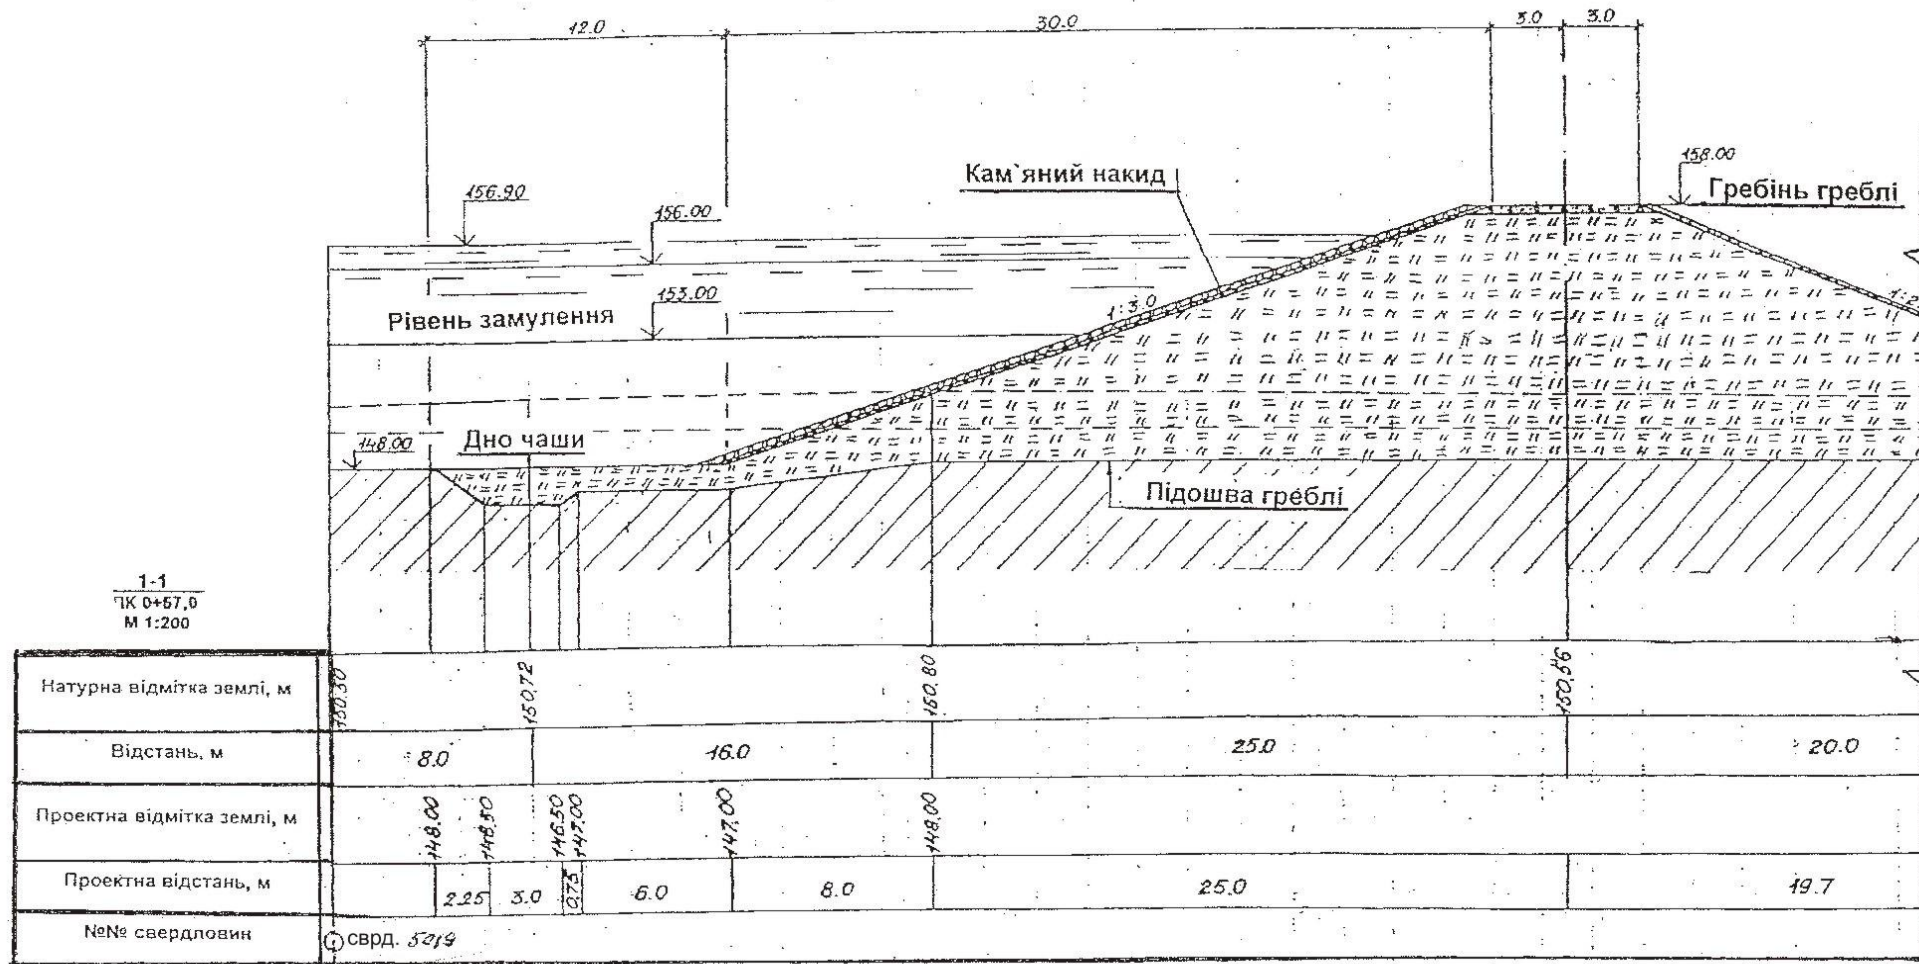 12.0 30.0 3.0 3.0
Кам`яний накид
158.00
Гребінь греблі
156.90
156.00
153.00
Рівень замулення
1:3.0
148.00
Дно чаши
Підошва греблі
1-1
ПК 0+57,0
М 1:200
Натурна відмітка землі, м 150.30 150.72 150.80 150.56
Відстань, м 8.0 16.0 25.0 20.0
Проектна відмітка землі, м 148.00 146.50 146.50 147.00 147.00 148.00
Проектна відстань, м 2.25 3.0 0.75 6.0 8.0 25.0 19.7
№№ свердловин сврд. 5019